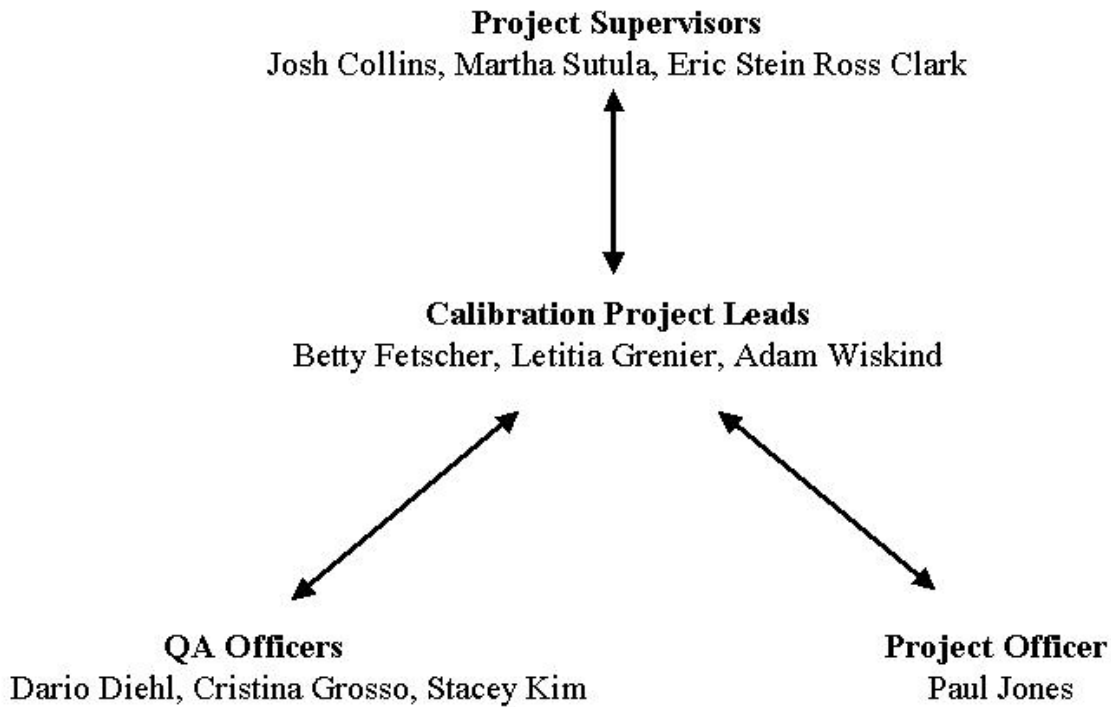 Project Supervisors
Josh Collins, Martha Sutula, Eric Stein Ross Clark
Calibration Project Leads
Betty Fetscher, Letitia Grenier, Adam Wiskind
QA Officers
Dario Diehl, Cristina Grosso, Stacey Kim
Project Officer
Paul Jones